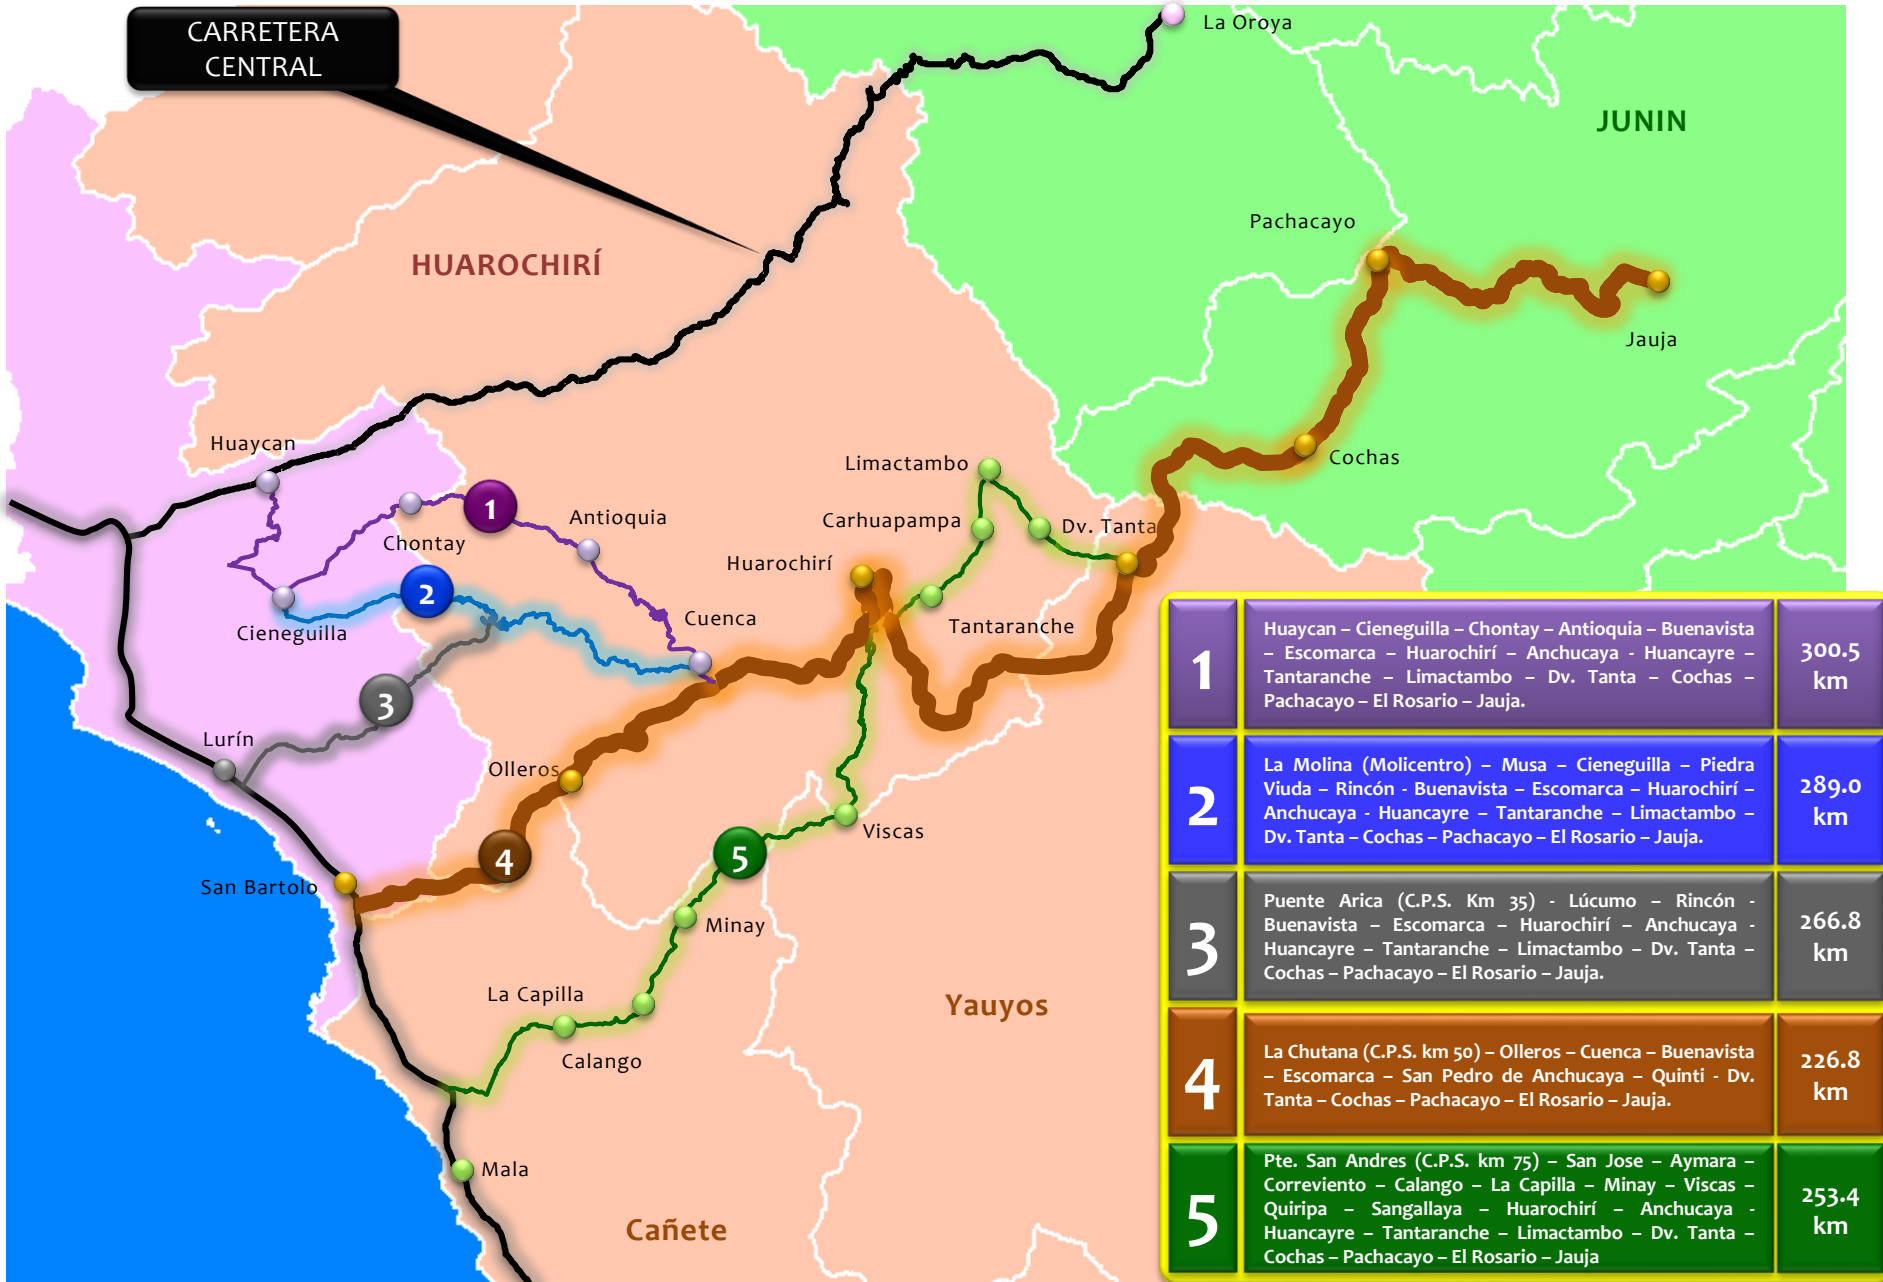 CARRETERA
CENTRAL
La Oroya
JUNIN
Pachacayo
HUAROCHIRÍ
Jauja
Huaycan
Cochas
Limactambo
1
Antioquia
Carhuapampa
Dv. Tanta
Chontay
Huarochirí
2
Cuenca
Cieneguilla
Tantaranche
3
Lurín
Olleros
Viscas
4
5
San Bartolo
Minay
La Capilla
Yauyos
Calango
Mala
Cañete
1
Huaycan – Cieneguilla – Chontay – Antioquia – Buenavista
– Escomarca – Huarochirí – Anchucaya - Huancayre –
Tantaranche – Limactambo – Dv. Tanta – Cochas –
Pachacayo – El Rosario – Jauja.
300.5
km
2
La Molina (Molicentro) – Musa – Cieneguilla – Piedra
Viuda – Rincón - Buenavista – Escomarca – Huarochirí –
Anchucaya - Huancayre – Tantaranche – Limactambo –
Dv. Tanta – Cochas – Pachacayo – El Rosario – Jauja.
289.0
km
3
Puente Arica (C.P.S. Km 35) - Lúcumo – Rincón -
Buenavista – Escomarca – Huarochirí – Anchucaya -
Huancayre – Tantaranche – Limactambo – Dv. Tanta –
Cochas – Pachacayo – El Rosario – Jauja.
266.8
km
4
La Chutana (C.P.S. km 50) – Olleros – Cuenca – Buenavista
– Escomarca – San Pedro de Anchucaya – Quinti - Dv.
Tanta – Cochas – Pachacayo – El Rosario – Jauja.
226.8
km
5
Pte. San Andres (C.P.S. km 75) – San Jose – Aymara –
Correviento – Calango – La Capilla – Minay – Viscas –
Quiripa – Sangallaya – Huarochirí – Anchucaya -
Huancayre – Tantaranche – Limactambo – Dv. Tanta –
Cochas – Pachacayo – El Rosario – Jauja
253.4
km